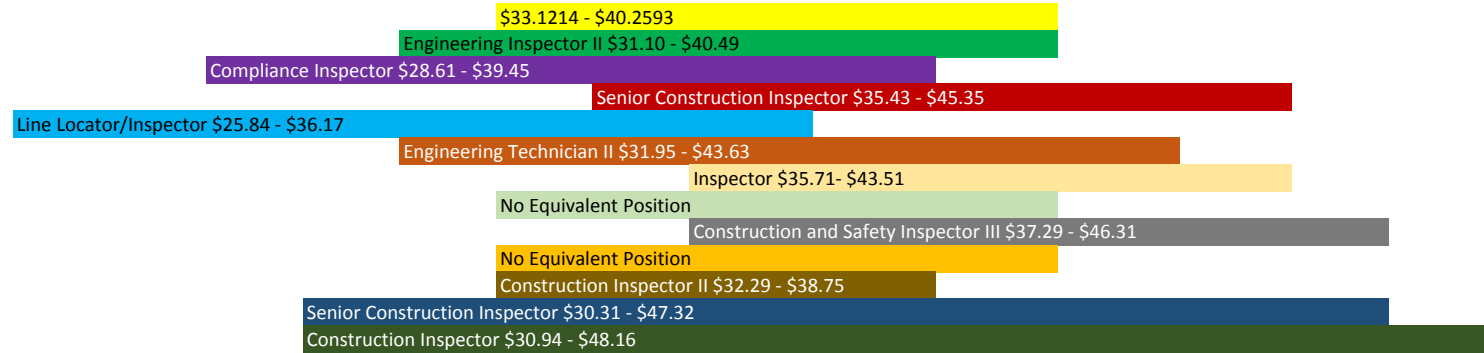 $33.1214 - $40.2593
Engineering Inspector II $31.10 - $40.49
Compliance Inspector $28.61 - $39.45
Senior Construction Inspector $35.43 - $45.35
Line Locator/Inspector $25.84 - $36.17
Engineering Technician II $31.95 - $43.63
Inspector $35.71- $43.51
No Equivalent Position
Construction and Safety Inspector III $37.29 - $46.31
No Equivalent Position
Construction Inspector II $32.29 - $38.75
Senior Construction Inspector $30.31 - $47.32
Construction Inspector $30.94 - $48.16